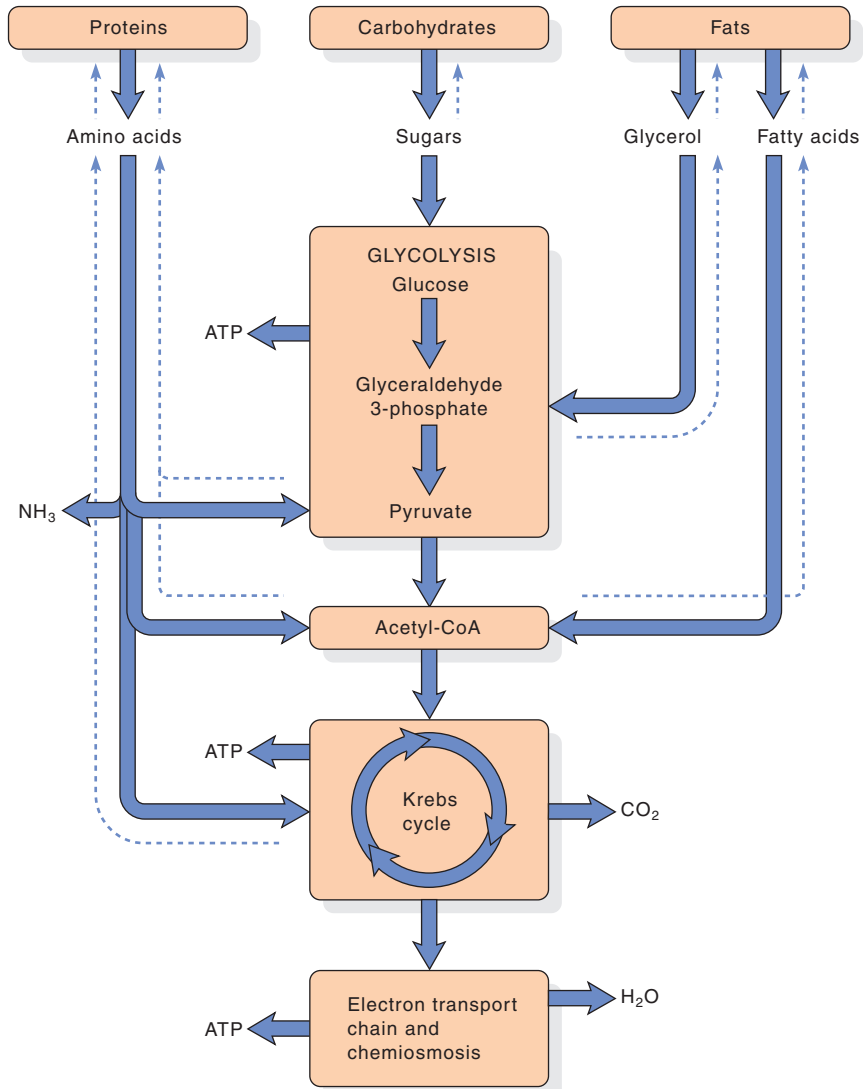 Proteins
Carbohydrates
Fats
Amino acids
Sugars
Glycerol
Fatty acids
GLYCOLYSIS
Glucose
ATP
Glyceraldehyde
3-phosphate
NH₃
Pyruvate
Acetyl-CoA
ATP
Krebs
cycle
CO₂
Electron transport
chain and
chemiosmosis
H₂O
ATP